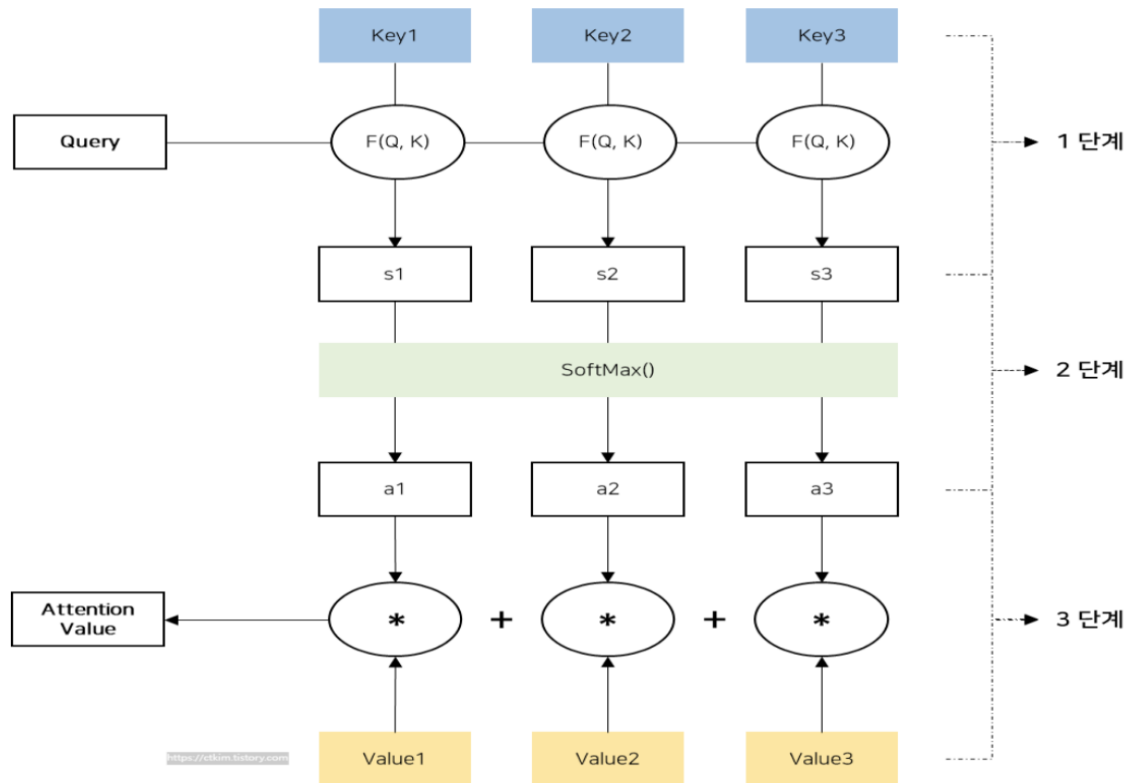 Key1 Key2 Key3
Query F(Q, K) F(Q, K) F(Q, K) 1 단계
s1 s2 s3
SoftMax() 2 단계
a1 a2 a3
Attention
Value
* + * + * 3 단계
https://ctkim.tistory.com
Value1 Value2 Value3